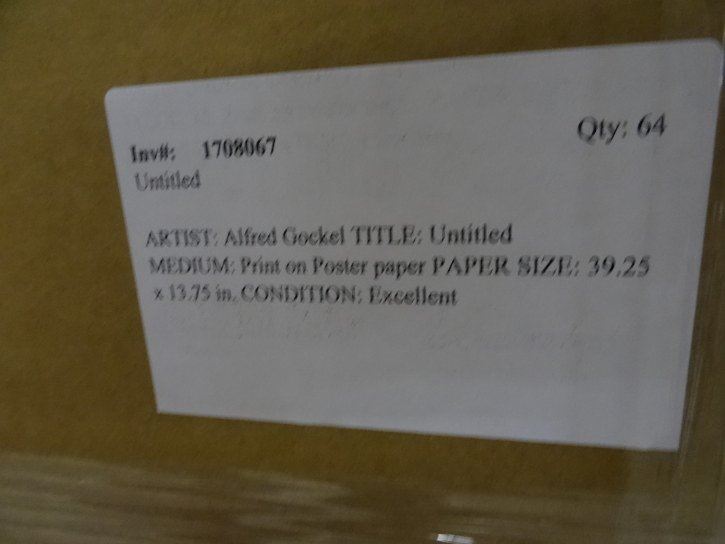 Qty: 64
Inv#: 1708067
Untitled
ARTIST: Alfred Gockel TITLE: Untitled
MEDIUM: Print on Poster paper PAPER SIZE: 39.25
x 13.75 in. CONDITION: Excellent